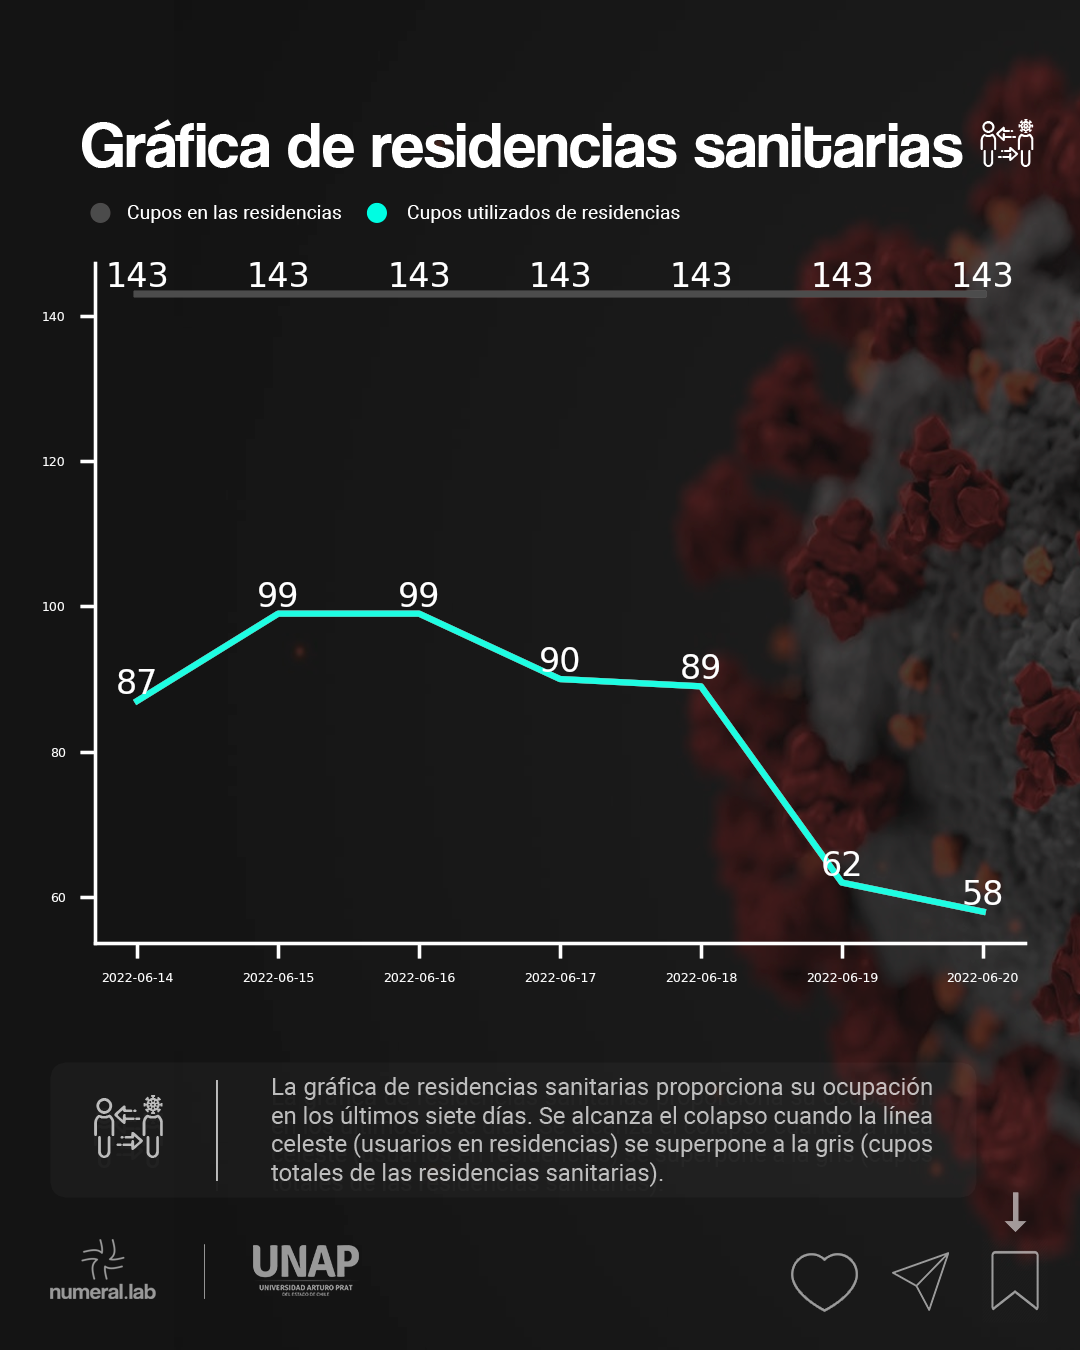 Gráfica de residencias sanitarias
Cupos en las residencias
Cupos utilizados de residencias
143 143 143 143 143 143 143
140
120
100
80
60
87 99 99 90 89 62 58
2022-06-14 2022-06-15 2022-06-16 2022-06-17 2022-06-18 2022-06-19 2022-06-20
La gráfica de residencias sanitarias proporciona su ocupación
en los últimos siete días. Se alcanza el colapso cuando la línea
celeste (usuarios en residencias) se superpone a la gris (cupos
totales de las residencias sanitarias).
numeral.lab
UNAP
UNIVERSIDAD ARTURO PRAT
DEL ESTADO DE CHILE